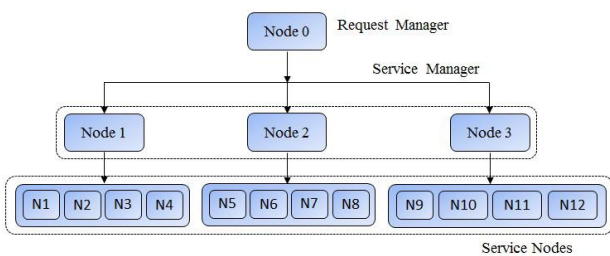 Node 0
Request Manager
Service Manager
Node 1 Node 2 Node 3
N1 N2 N3 N4 N5 N6 N7 N8 N9 N10 N11 N12
Service Nodes